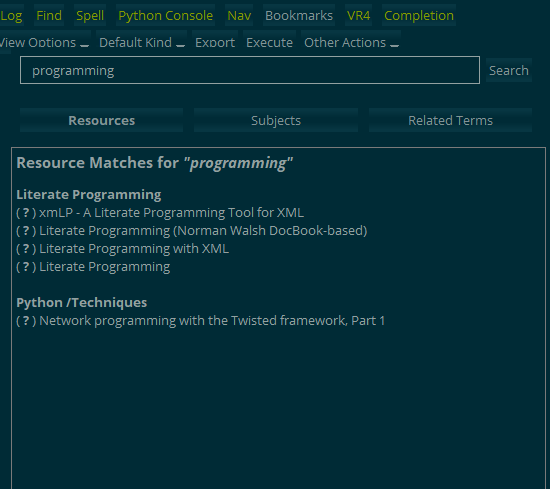 Log Find Spell Python Console Nav Bookmarks VR4 Completion
View Options Default Kind Export Execute Other Actions
programming Search
Resources Subjects Related Terms
Resource Matches for "programming"
Literate Programming
( ? ) xmLP - A Literate Programming Tool for XML
( ? ) Literate Programming (Norman Walsh DocBook-based)
( ? ) Literate Programming with XML
( ? ) Literate Programming
Python /Techniques
( ? ) Network programming with the Twisted framework, Part 1